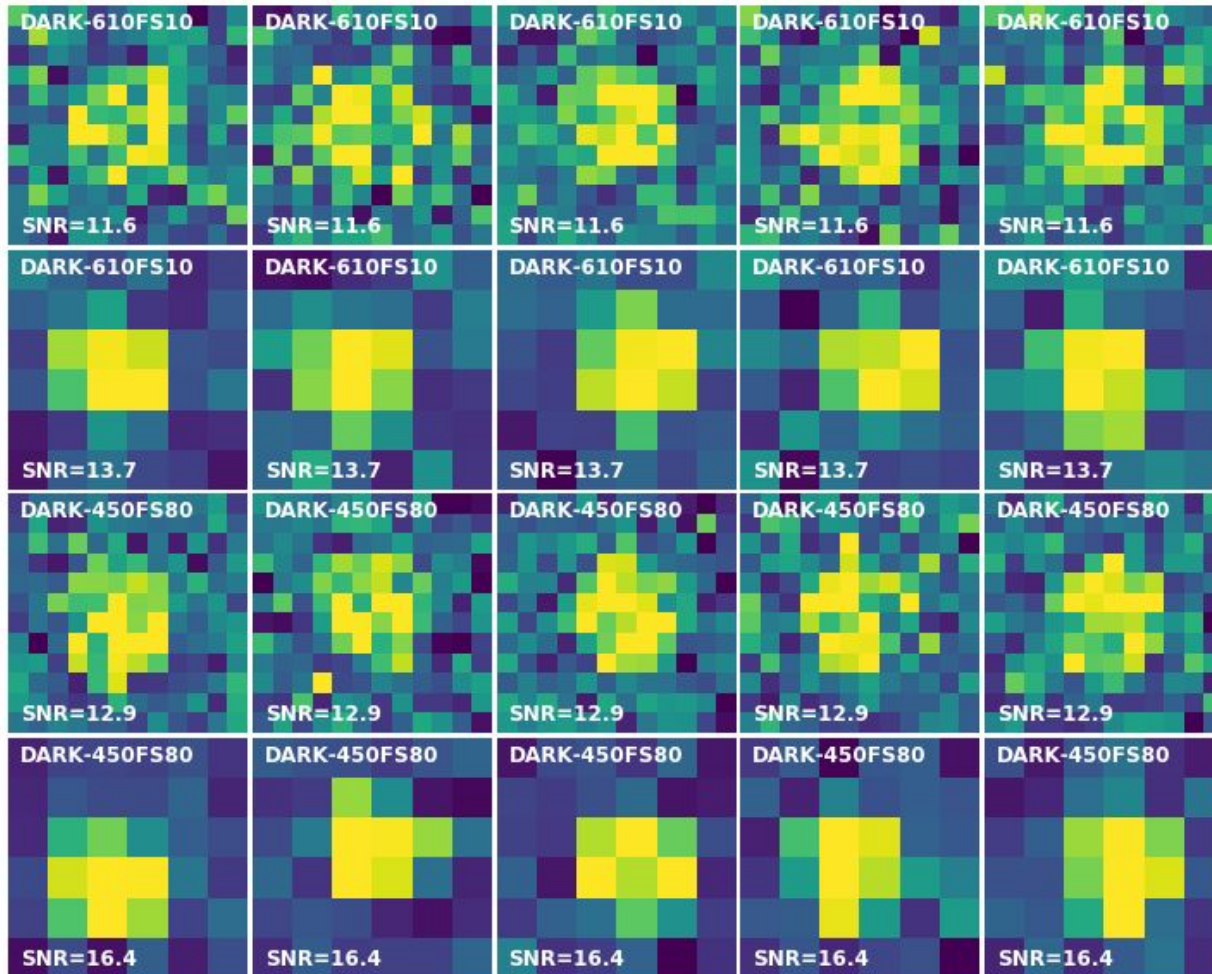 DARK-610FS10 DARK-610FS10 DARK-610FS10 DARK-610FS10 DARK-610FS10
SNR=11.6 SNR=11.6 SNR=11.6 SNR=11.6 SNR=11.6
DARK-610FS10 DARK-610FS10 DARK-610FS10 DARK-610FS10 DARK-610FS10
SNR=13.7 SNR=13.7 SNR=13.7 SNR=13.7 SNR=13.7
DARK-450FS80 DARK-450FS80 DARK-450FS80 DARK-450FS80 DARK-450FS80
SNR=12.9 SNR=12.9 SNR=12.9 SNR=12.9 SNR=12.9
DARK-450FS80 DARK-450FS80 DARK-450FS80 DARK-450FS80 DARK-450FS80
SNR=16.4 SNR=16.4 SNR=16.4 SNR=16.4 SNR=16.4